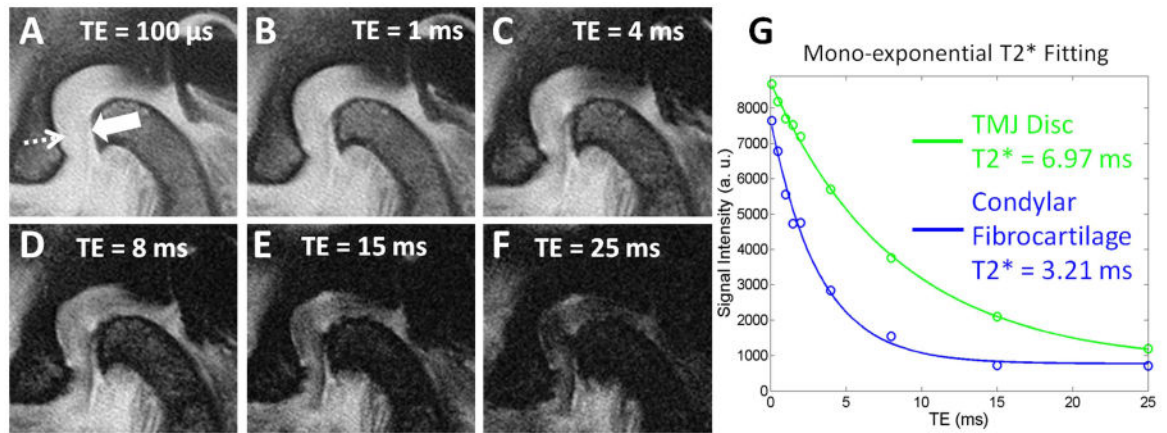 A TE = 100 µs
B TE = 1 ms
C TE = 4 ms
D TE = 8 ms
E TE = 15 ms
F TE = 25 ms
G
Mono-exponential T2* Fitting
8000
7000
6000
5000
4000
3000
2000
1000
0
Signal Intensity (a. u.)
TMJ Disc
T2* = 6.97 ms
Condylar
Fibrocartilage
T2* = 3.21 ms
0 5 10 15 20 25
TE (ms)